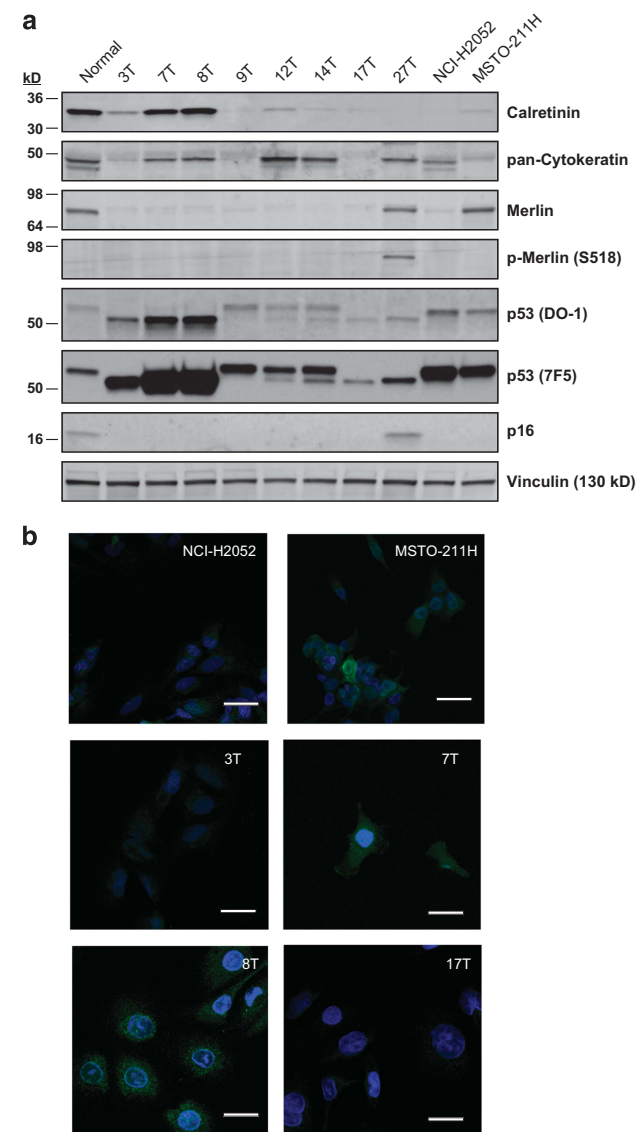 a
kD
Normal
3T
7T
8T
9T
12T
14T
17T
27T
NCI-H2052
MSTO-211H
36
30
Calretinin
50
pan-Cytokeratin
98
64
Merlin
98
p-Merlin (S518)
50
p53 (DO-1)
50
p53 (7F5)
16
p16
Vinculin (130 kD)
b
NCI-H2052
MSTO-211H
3T
7T
8T
17T